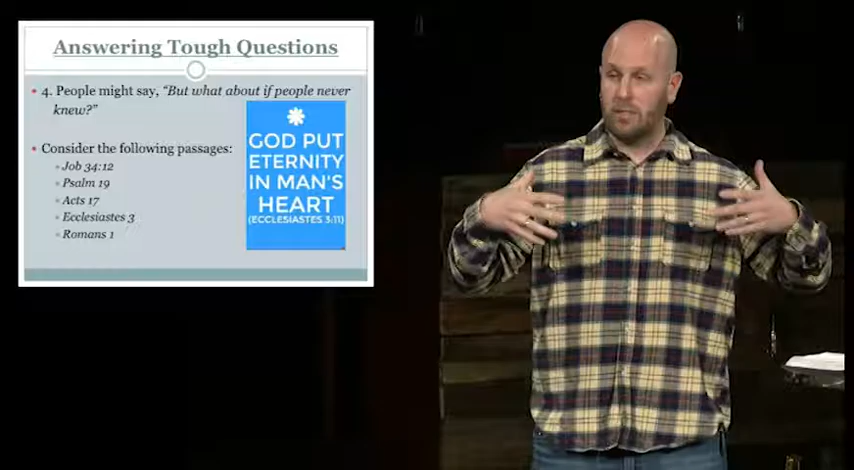 Answering Tough Questions
4. People might say, “But what about if people never
knew?”
Consider the following passages:
Job 34:12
Psalm 19
Acts 17
Ecclesiastes 3
Romans 1
GOD PUT
ETERNITY
IN MAN'S
HEART
(ECCLESIASTES 3:11)